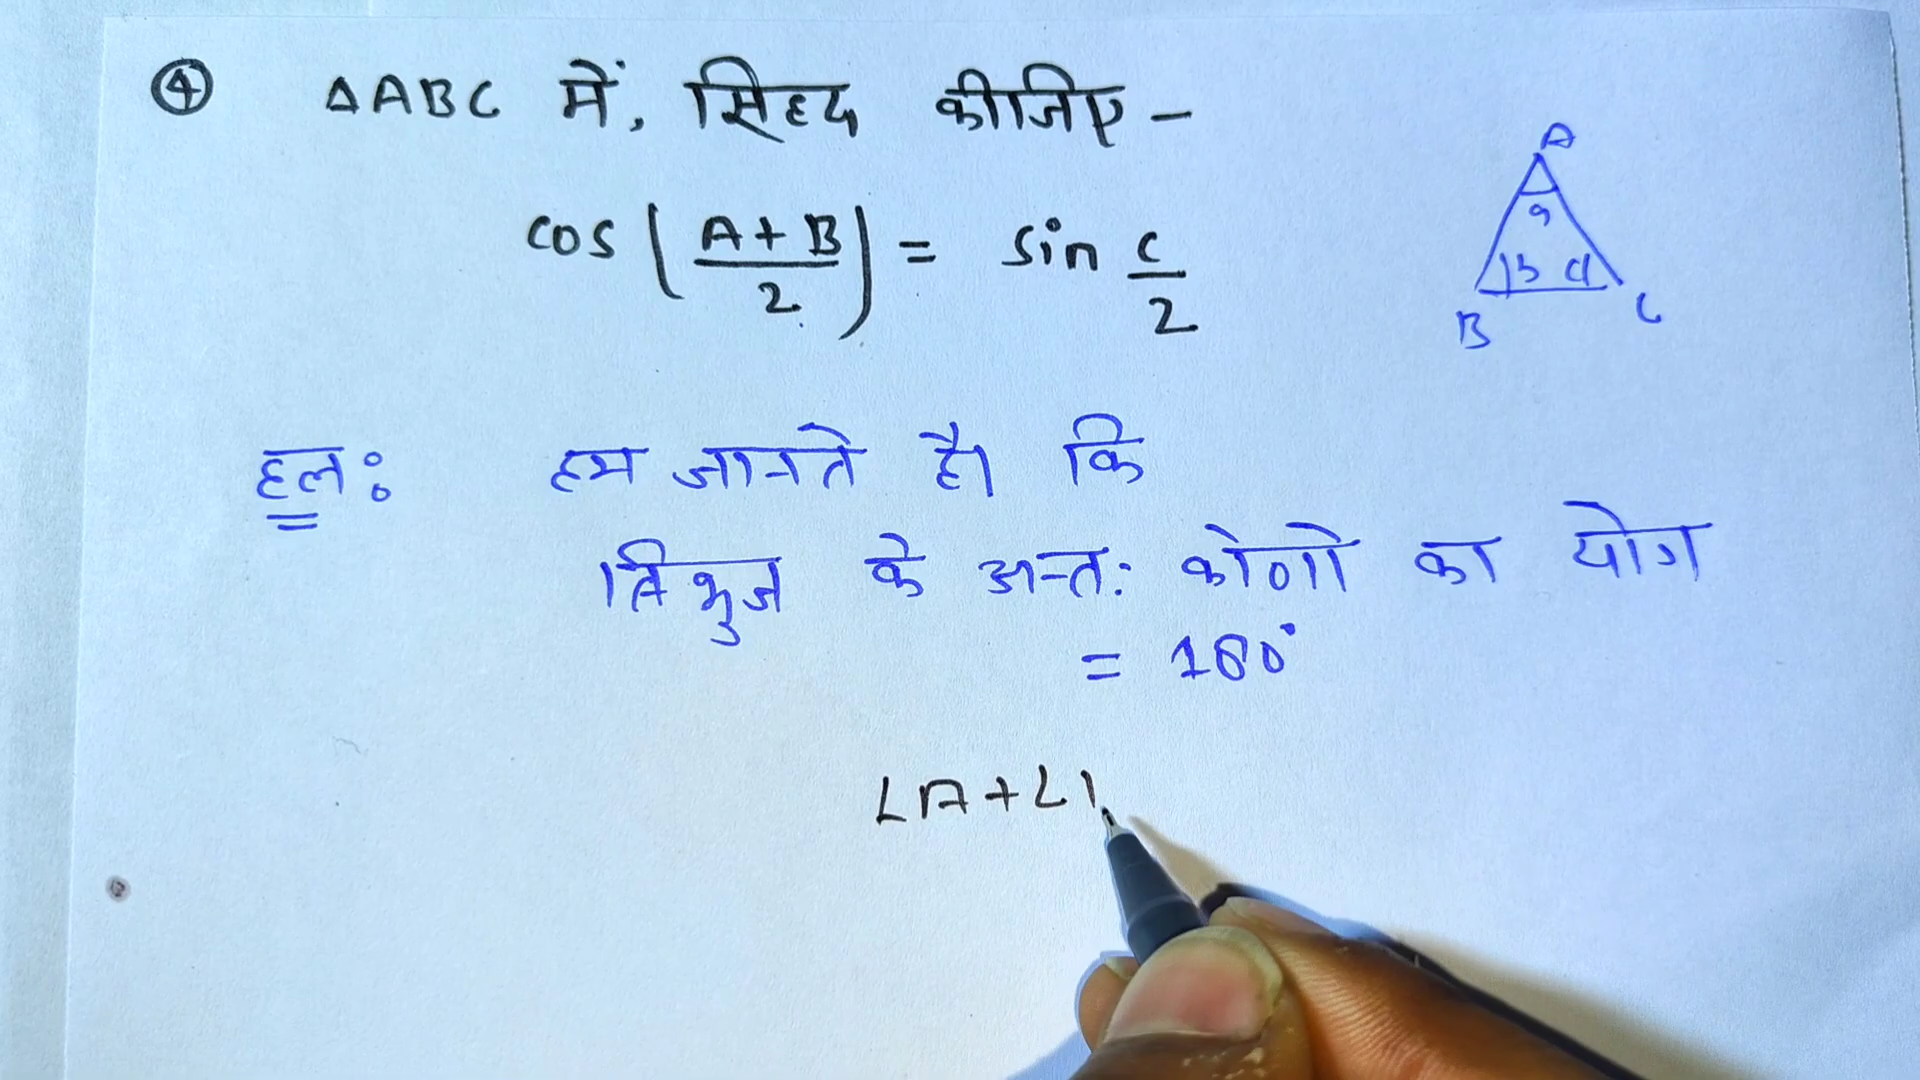 ④ ΔABC में, सिद्ध कीजिए -
cos (A+B/2) = sin C/2
A
B
C
हल: हम जानते है। कि
त्रिभुज के अन्त: कोणो का योग
= 180°
∠A+∠